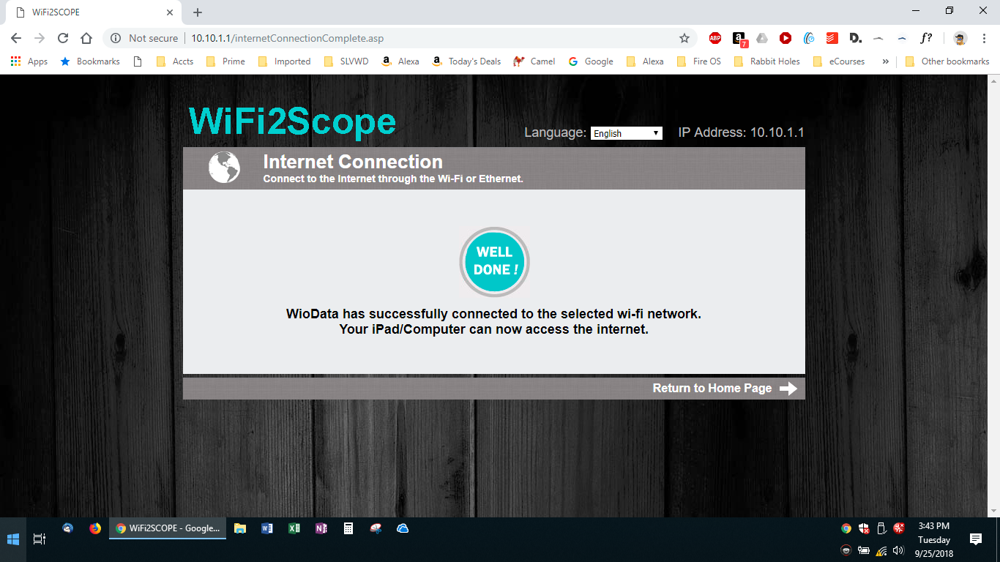 WiFi2SCOPE
Not secure
10.10.1.1/internetConnectionComplete.asp
ABP
7
D.
f?
Apps
Bookmarks
Accts
Prime
Imported
SLVWD
Alexa
Today's Deals
Camel
Google
Alexa
Fire OS
Rabbit Holes
eCourses
»
Other bookmarks
WiFi2Scope
Language: English
IP Address: 10.10.1.1
Internet Connection
Connect to the Internet through the Wi-Fi or Ethernet.
WELL
DONE !
WioData has successfully connected to the selected wi-fi network.
Your iPad/Computer can now access the internet.
Return to Home Page
WiFi2SCOPE - Google...
3:43 PM
Tuesday
9/25/2018